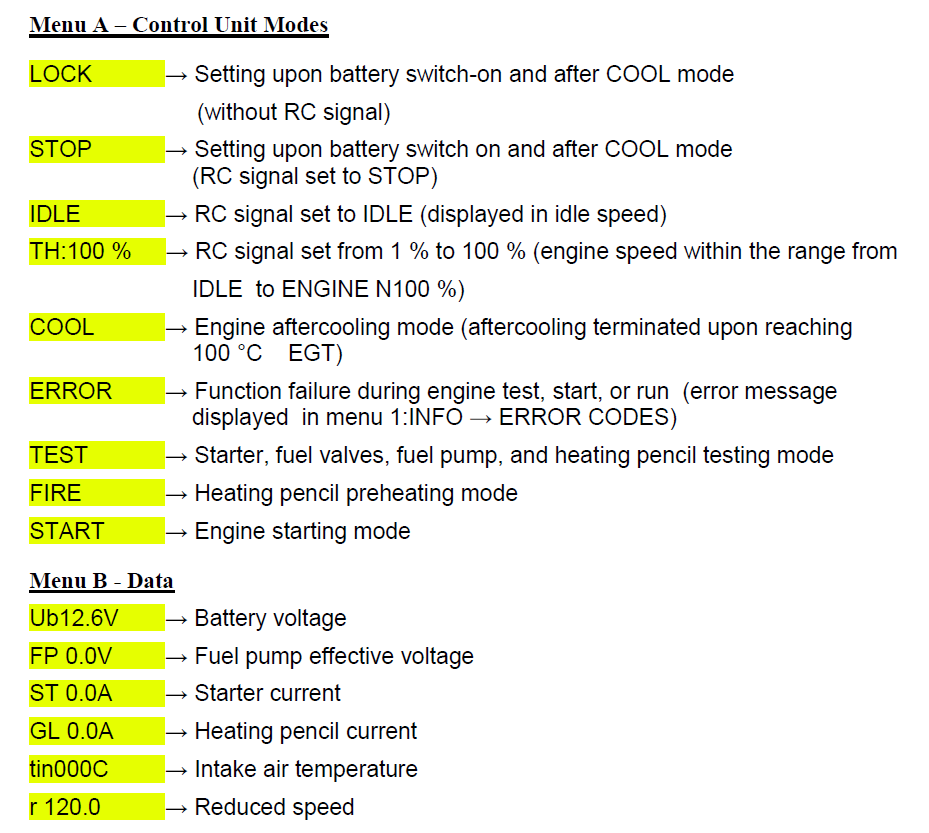 Menu A – Control Unit Modes
LOCK → Setting upon battery switch-on and after COOL mode
(without RC signal)
STOP → Setting upon battery switch on and after COOL mode
(RC signal set to STOP)
IDLE → RC signal set to IDLE (displayed in idle speed)
TH:100 % → RC signal set from 1 % to 100 % (engine speed within the range from
IDLE to ENGINE N100 %)
COOL → Engine aftercooling mode (aftercooling terminated upon reaching
100 °C EGT)
ERROR → Function failure during engine test, start, or run (error message
displayed in menu 1:INFO → ERROR CODES)
TEST → Starter, fuel valves, fuel pump, and heating pencil testing mode
FIRE → Heating pencil preheating mode
START → Engine starting mode
Menu B - Data
Ub12.6V → Battery voltage
FP 0.0V → Fuel pump effective voltage
ST 0.0A → Starter current
GL 0.0A → Heating pencil current
tin000C → Intake air temperature
r 120.0 → Reduced speed